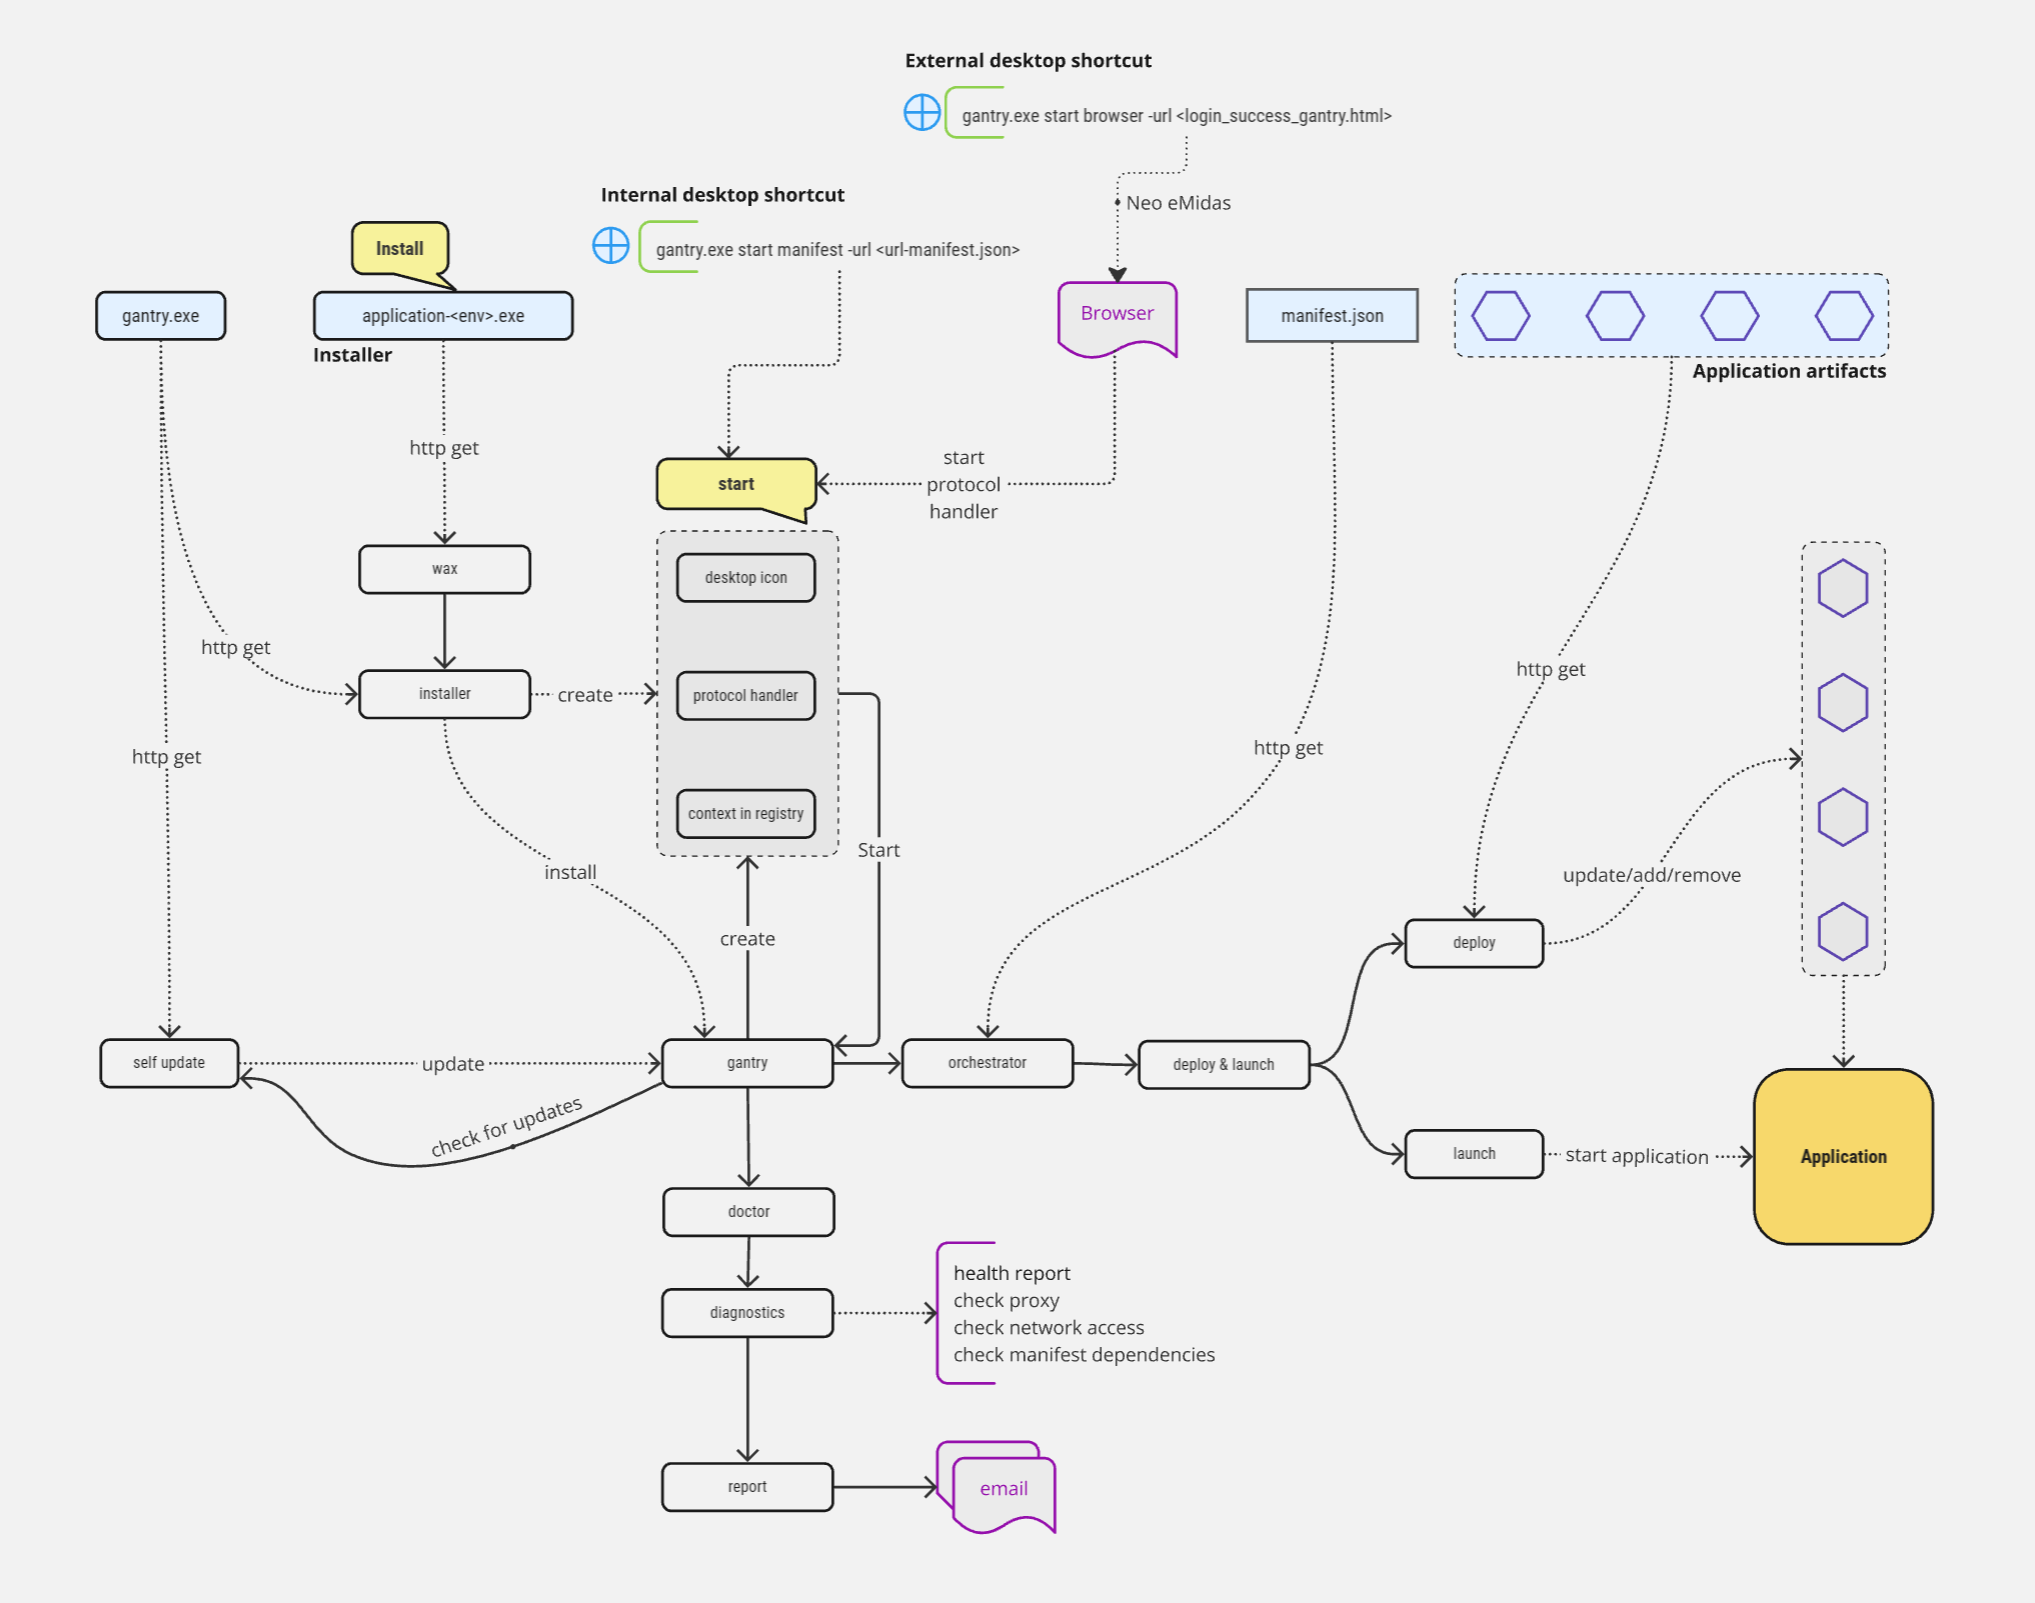 External desktop shortcut
gantry.exe start browser -url <login_success_gantry.html>
Neo eMidas
Internal desktop shortcut
gantry.exe start manifest -url <url-manifest.json>
Install
gantry.exe
application-<env>.exe
Installer
Browser
manifest.json
Application artifacts
http get
start
start
protocol
handler
wax
desktop icon
http get
installer
create
protocol handler
http get
http get
http get
context in registry
Start
install
update/add/remove
create
deploy
self update
update
gantry
orchestrator
deploy & launch
check for updates
launch
start application
Application
doctor
diagnostics
health report
check proxy
check network access
check manifest dependencies
report
email